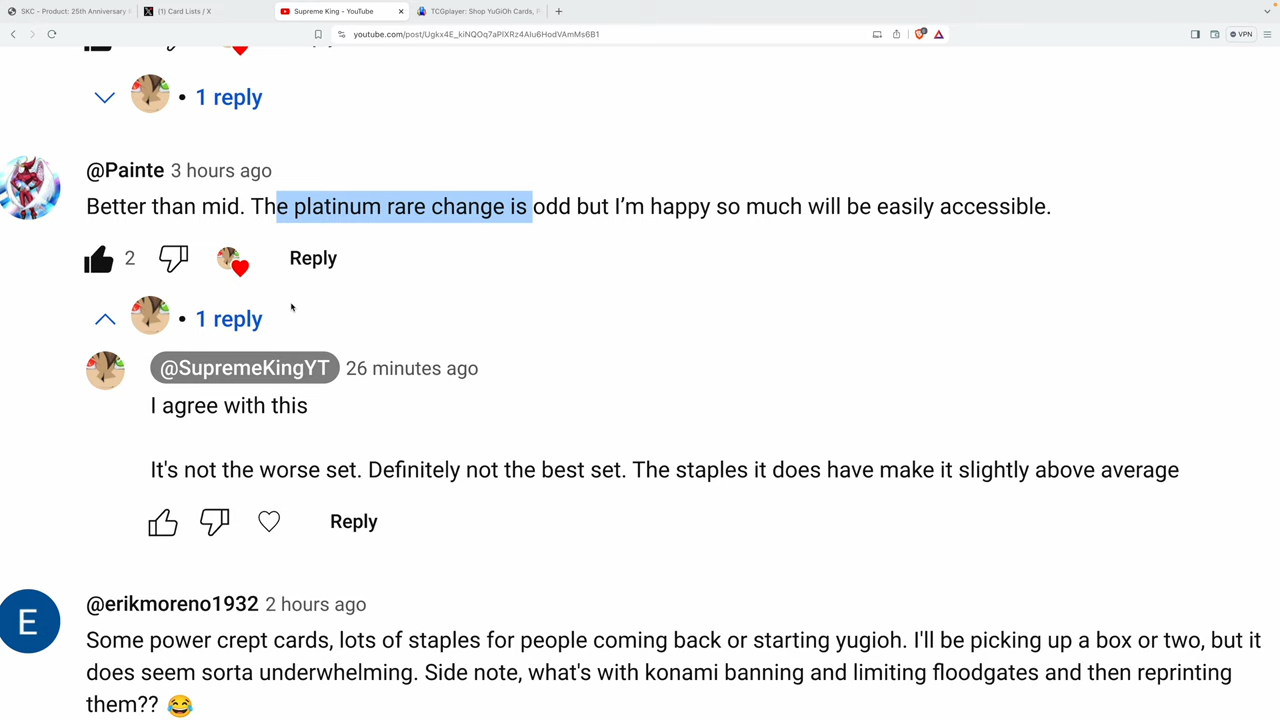 SKC - Product: 25th Anniversary
(1) Card Lists / X
Supreme King - YouTube
TCGplayer: Shop YuGiOh Cards, P
youtube.com/post/Ugkx4E_kiNQOq7aPlXRz4AIu6HodVAmMs6B1
VPN
• 1 reply
@Painte 3 hours ago
Better than mid. The platinum rare change is odd but I’m happy so much will be easily accessible.
2 Reply
• 1 reply
@SupremeKingYT 26 minutes ago
I agree with this
It's not the worse set. Definitely not the best set. The staples it does have make it slightly above average
Reply
E
@erikmoreno1932 2 hours ago
Some power crept cards, lots of staples for people coming back or starting yugioh. I'll be picking up a box or two, but it
does seem sorta underwhelming. Side note, what's with konami banning and limiting floodgates and then reprinting
them?? 😂